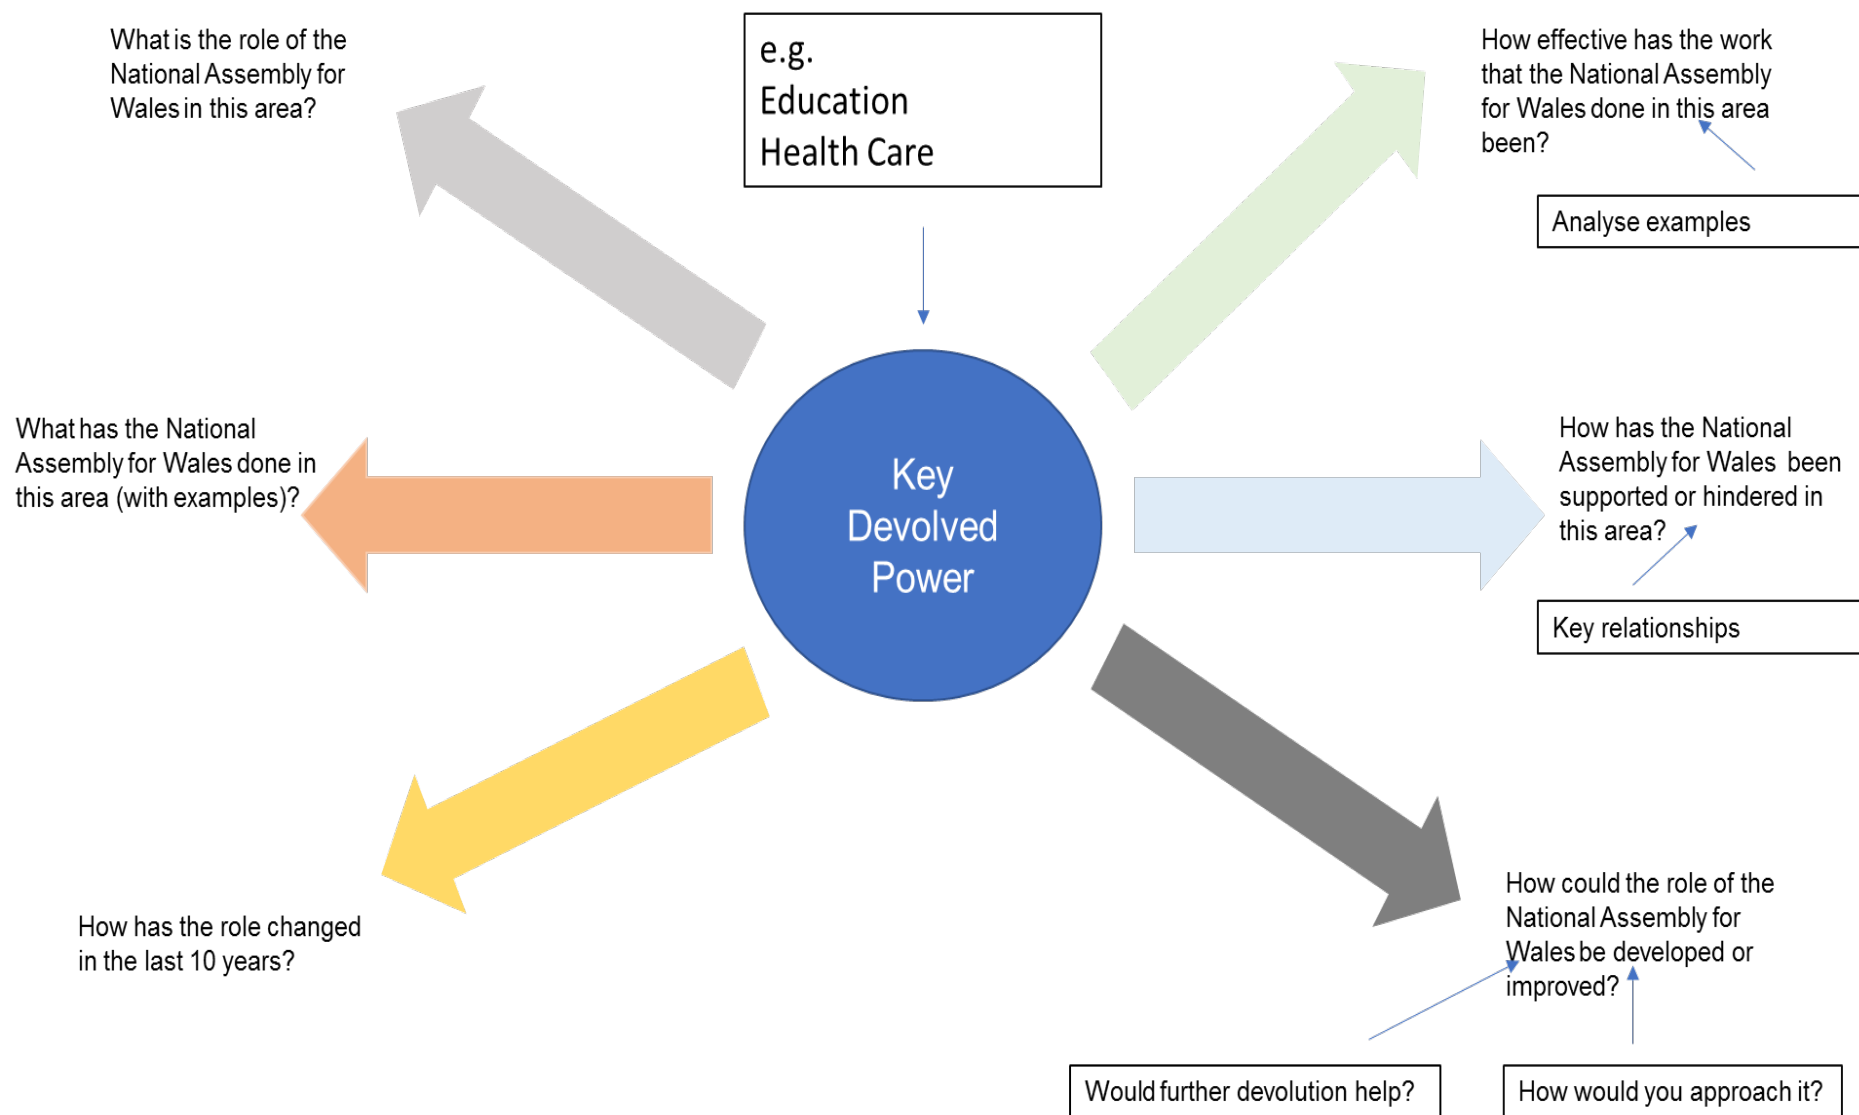 What is the role of the
National Assembly for
Wales in this area?
e.g.
Education
Health Care
How effective has the work
that the National Assembly
for Wales done in this area
been?
Analyse examples
What has the National
Assembly for Wales done in
this area (with examples)?
Key
Devolved
Power
How has the National
Assembly for Wales been
supported or hindered in
this area?
Key relationships
How has the role changed
in the last 10 years?
How could the role of the
National Assembly for
Wales be developed or
improved?
Would further devolution help?
How would you approach it?